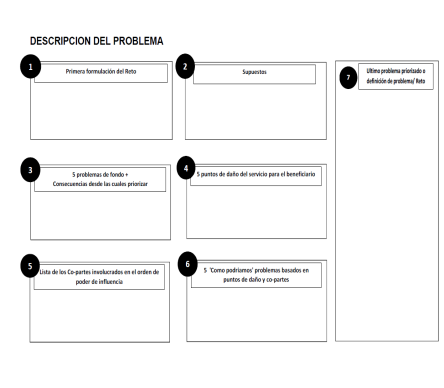 DESCRIPCION DEL PROBLEMA
1
Primera formulación del Reto
2
Supuestos
3
5 problemas de fondo +
Consecuencias desde las cuales priorizar
4
5 puntos de daño del servicio para el beneficiario
5
Lista de los Co-partes involucrados en el orden de
poder de influencia
6
5 'Como podríamos' problemas basados en
puntos de daño y co-partes
7
Ultimo problema priorizado o
definición de problema/ Reto